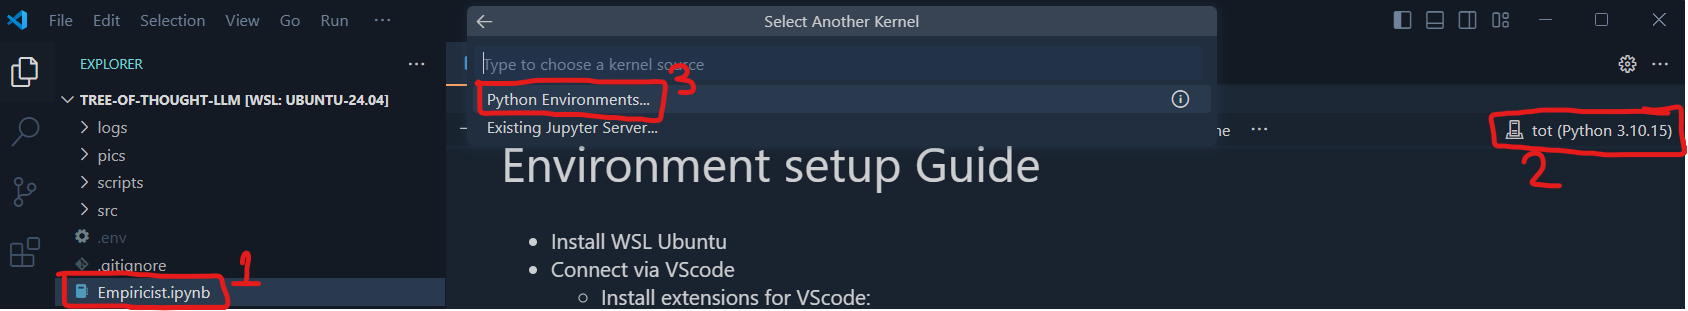 File Edit Selection View Go Run ···
Select Another Kernel
Type to choose a kernel source
3
Python Environments...
Existing Jupyter Server...
EXPLORER ···
TREE-OF-THOUGHT-LLM [WSL: UBUNTU-24.04]
logs
pics
scripts
src
.env
.gitignore
Empiricist.ipynb
1
ne ···
tot (Python 3.10.15)
2
Environment setup Guide
• Install WSL Ubuntu
• Connect via VScode
◦ Install extensions for VScode: